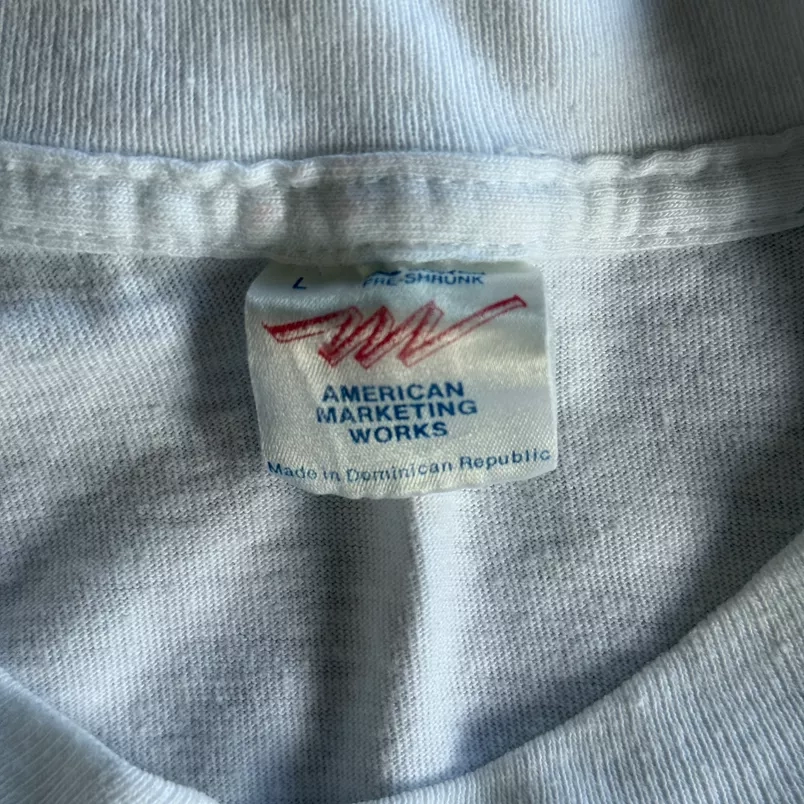 L
PRE-SHRUNK
AMERICAN
MARKETING
WORKS
Made in Dominican Republic